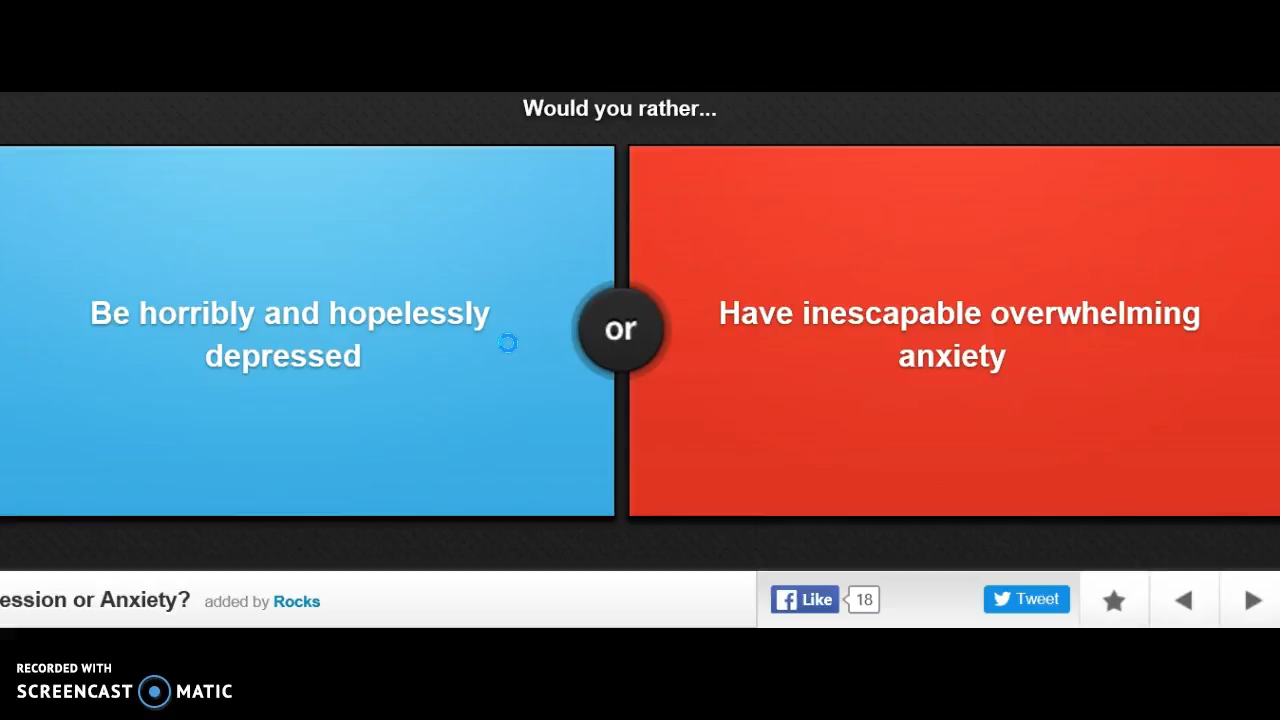 Would you rather...
Be horribly and hopelessly
depressed
or
Have inescapable overwhelming
anxiety
ession or Anxiety? added by Rocks
Like 18
Tweet
RECORDED WITH
SCREENCAST MATIC